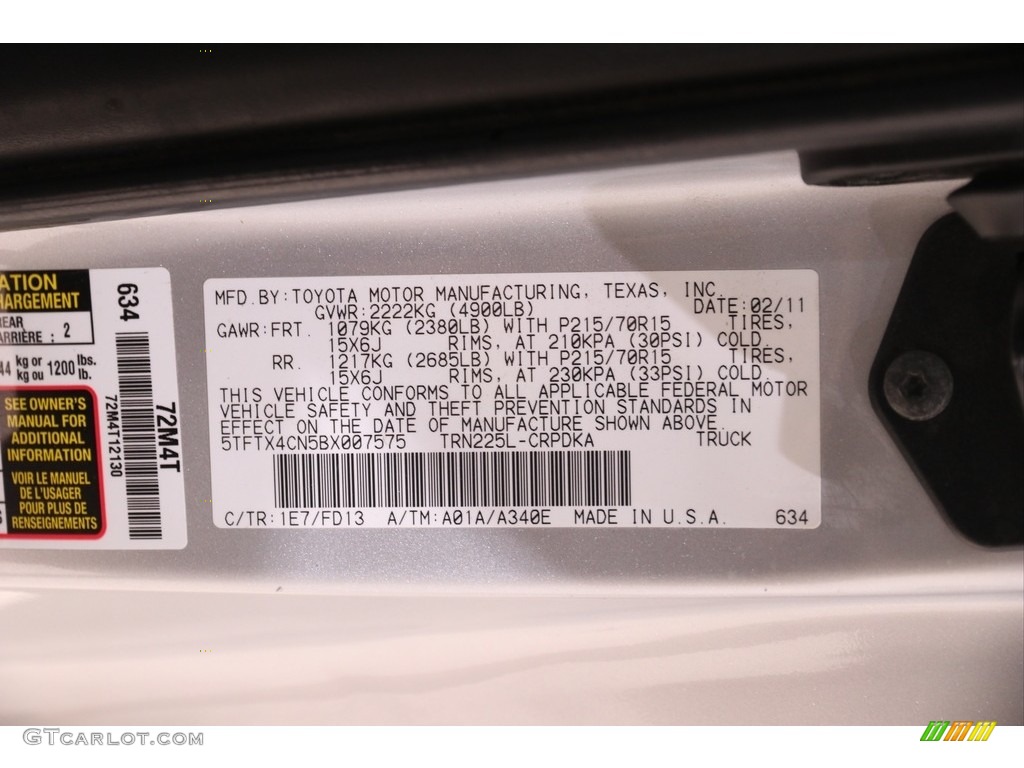 ATION
HARGEMENT
REAR
ARRIÈRE : 2
44 kg or 1200 lbs.
kg ou lb.
SEE OWNER'S
MANUAL FOR
ADDITIONAL
INFORMATION
VOIR LE MANUEL
DE L'USAGER
POUR PLUS DE
RENSEIGNEMENTS
634
72M4T12130
72M4T
MFD.BY:TOYOTA MOTOR MANUFACTURING, TEXAS, INC.
GVWR:2222KG (4900LB) DATE:02/11
GAWR:FRT. 1079KG (2380LB) WITH P215/70R15 TIRES,
15X6J RIMS, AT 210KPA (30PSI) COLD.
RR. 1217KG (2685LB) WITH P215/70R15 TIRES,
15X6J RIMS, AT 230KPA (33PSI) COLD.
THIS VEHICLE CONFORMS TO ALL APPLICABLE FEDERAL MOTOR
VEHICLE SAFETY AND THEFT PREVENTION STANDARDS IN
EFFECT ON THE DATE OF MANUFACTURE SHOWN ABOVE.
5TFTX4CN5BX007575 TRN225L-CRPDKA TRUCK
C/TR:1E7/FD13 A/TM:A01A/A340E MADE IN U.S.A. 634
GTCarlot.com